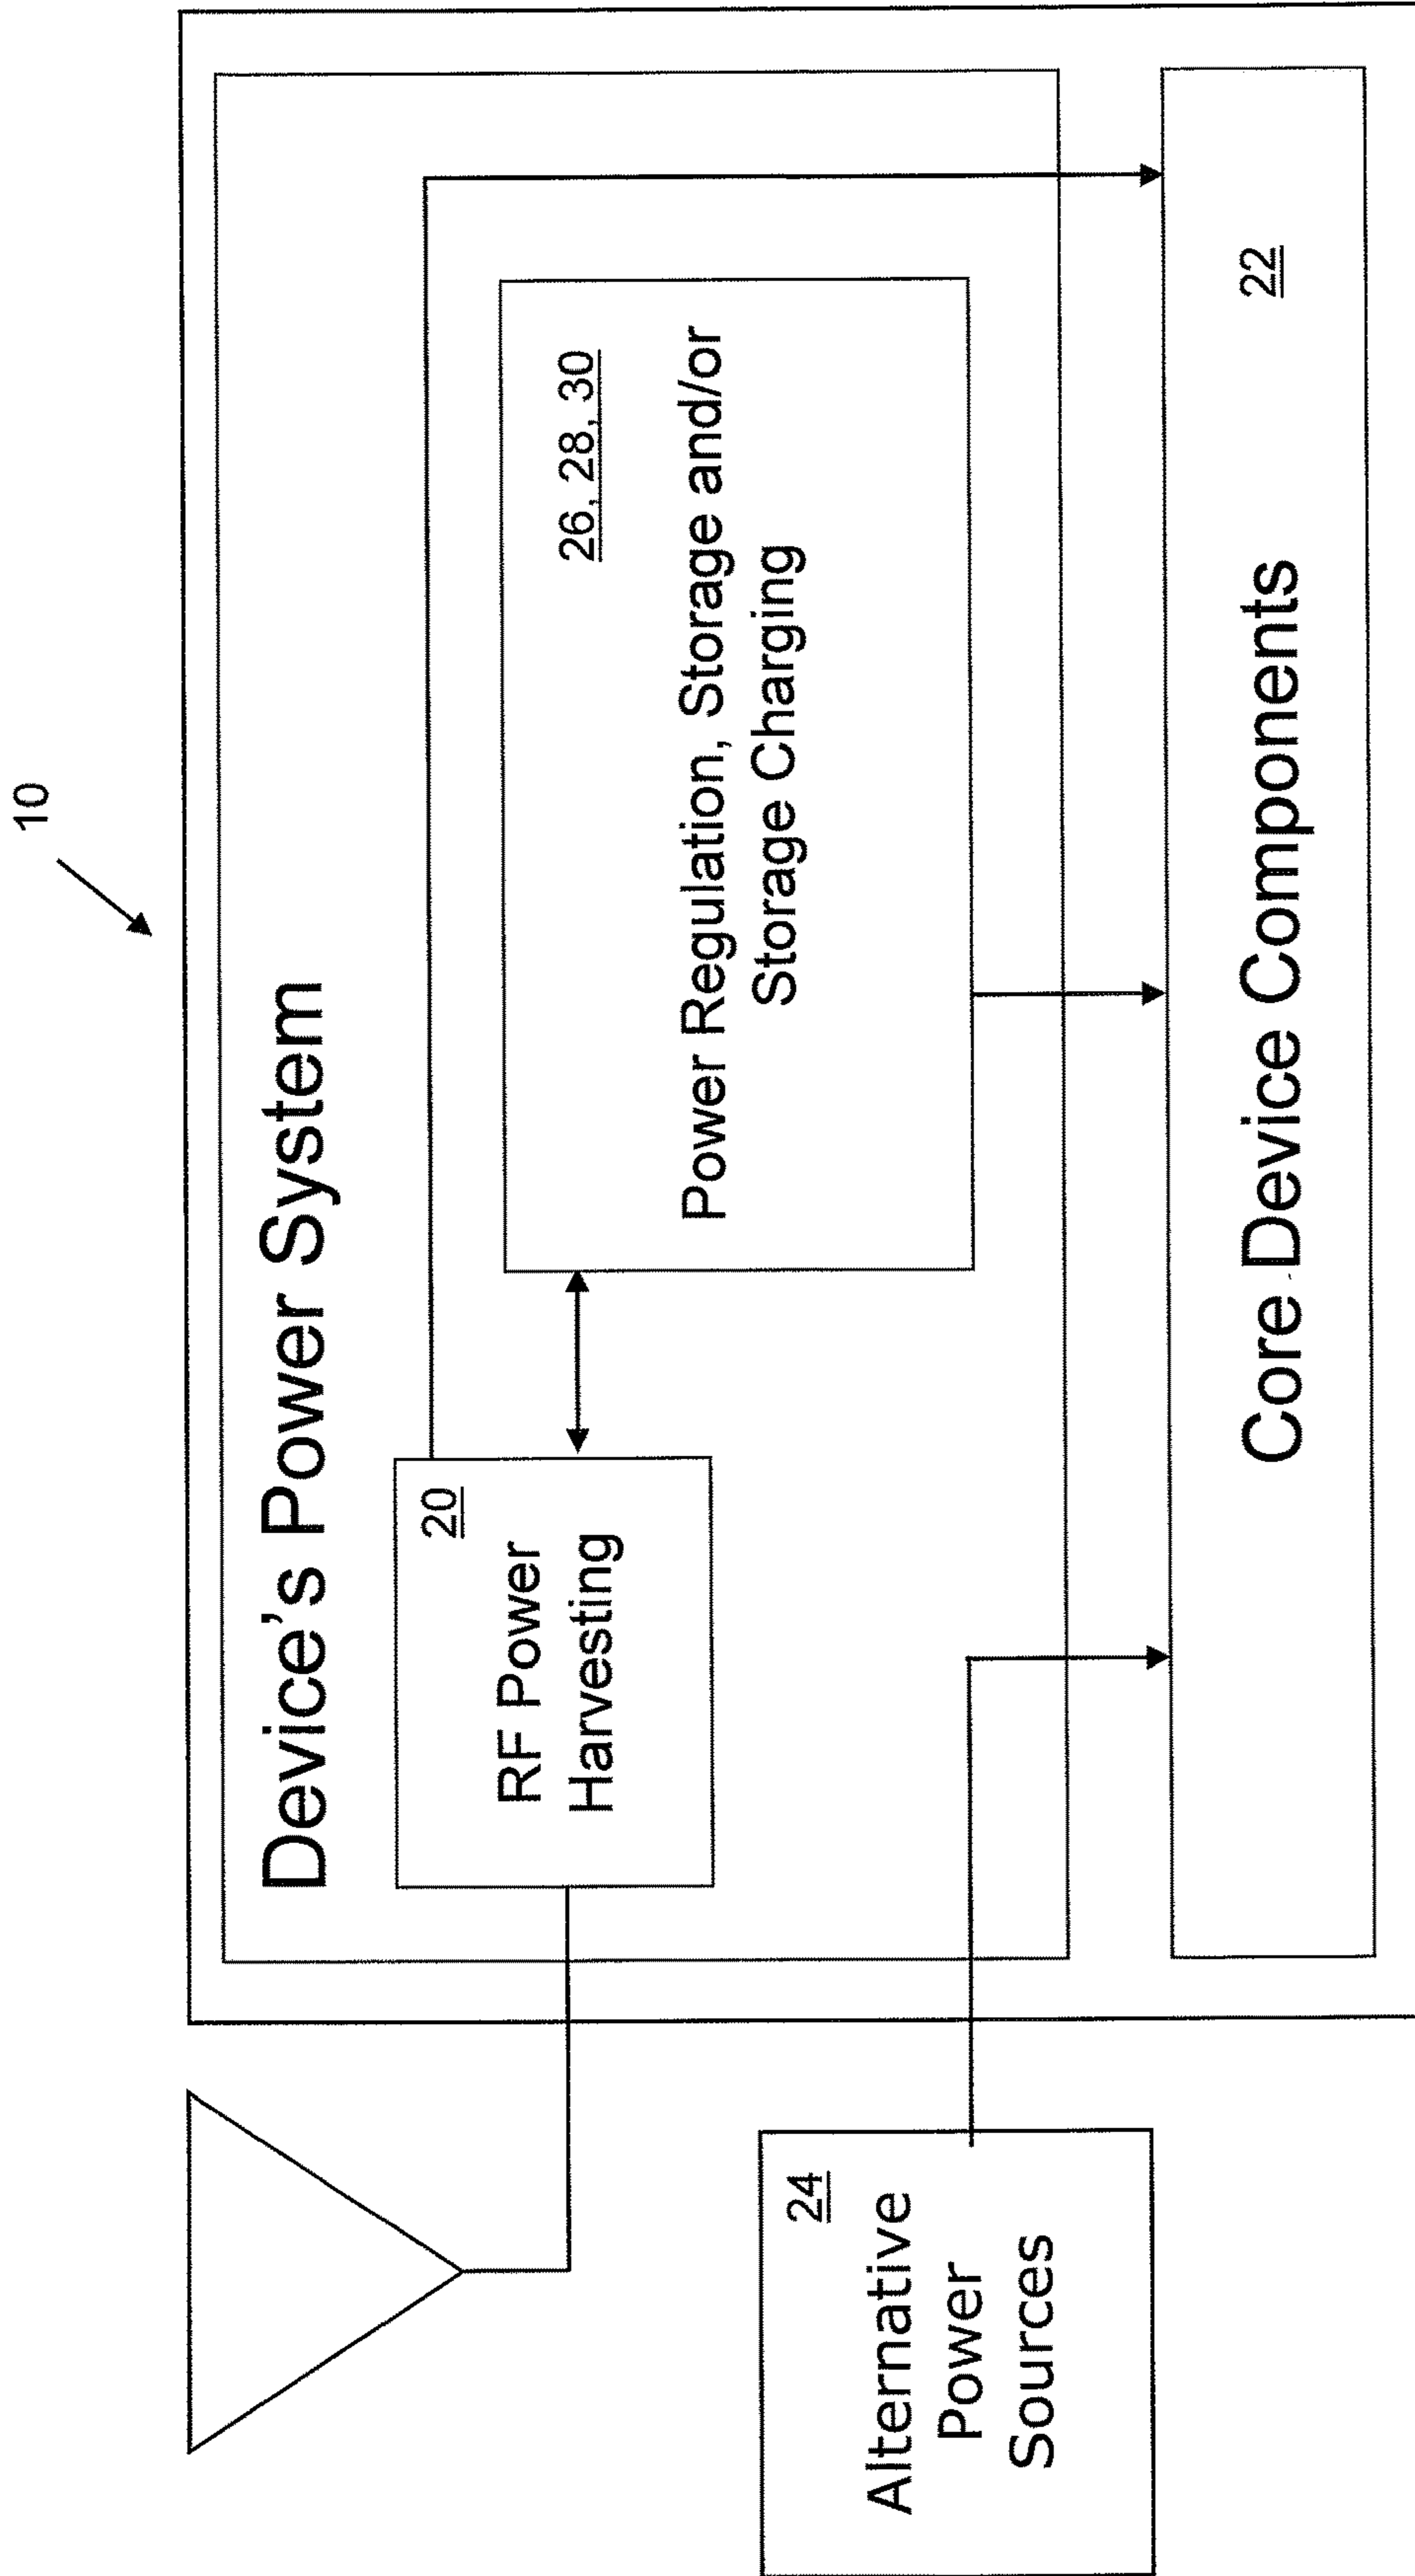 10
Device's Power System
20
RF Power
Harvesting
26, 28, 30
Power Regulation, Storage and/or
Storage Charging
24
Alternative
Power
Sources
Core Device Components
22